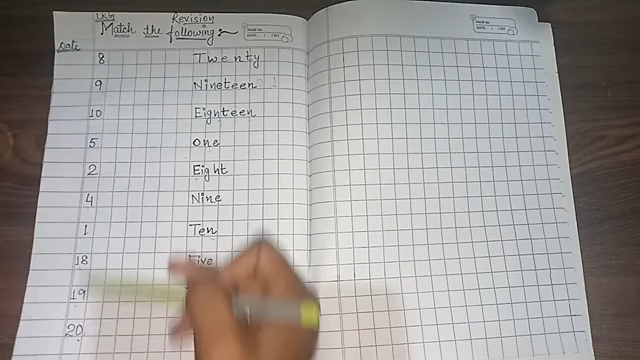 LKG Revision
Match the following:-
Date
8 Twenty
9 Nineteen
10 Eighteen
5 one
2 Eight
4 Nine
1 Ten
18 Five
19
20